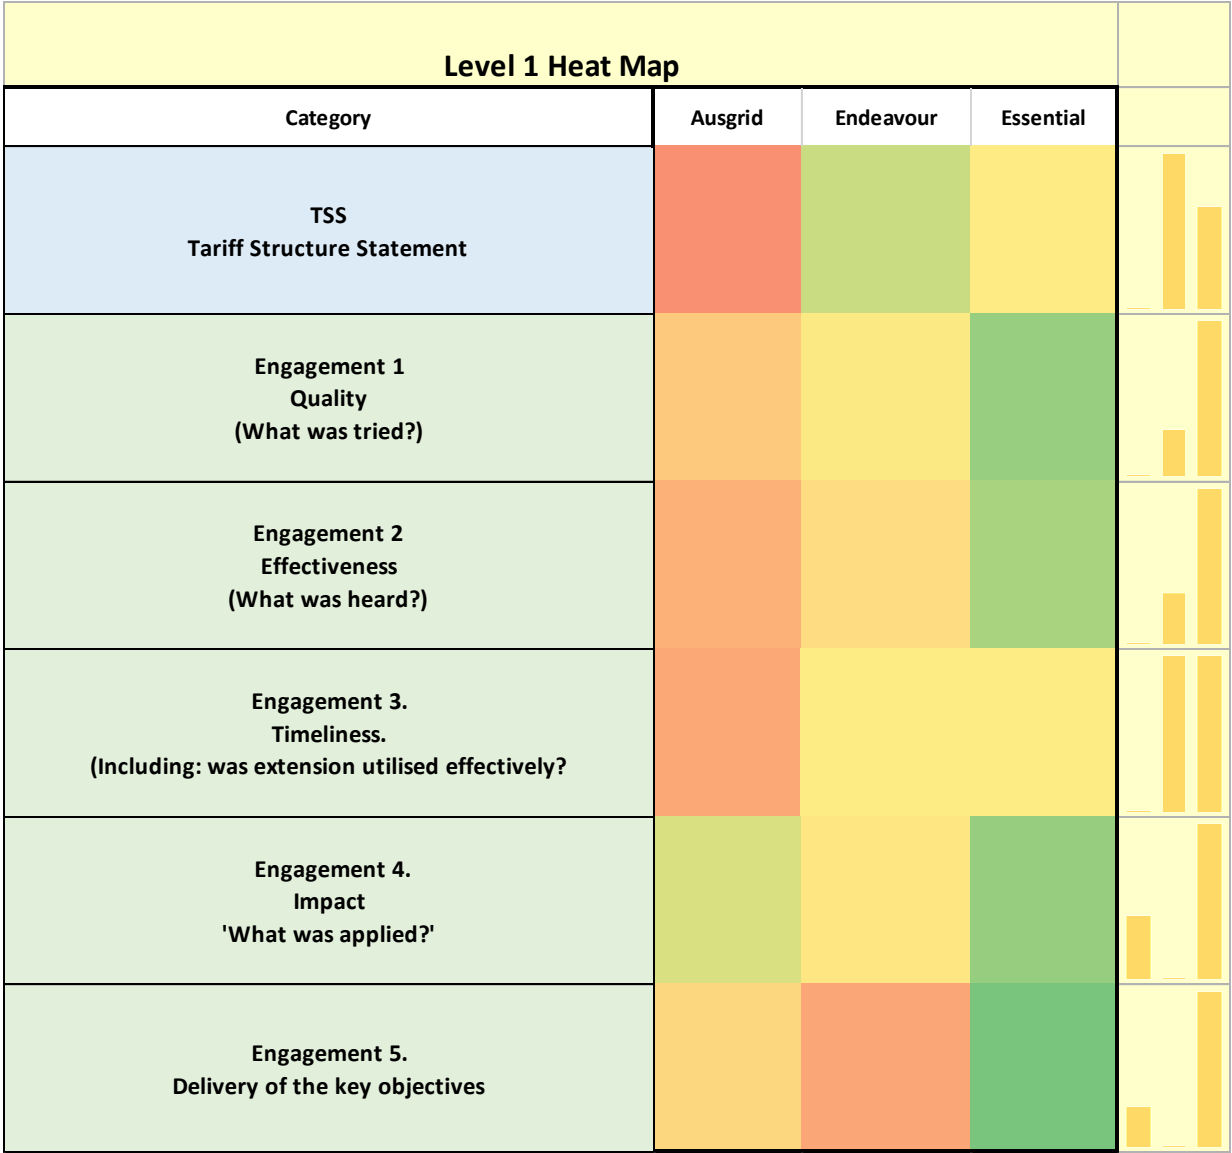 Level 1 Heat Map
Category Ausgrid Endeavour Essential
TSS
Tariff Structure Statement
Engagement 1
Quality
(What was tried?)
Engagement 2
Effectiveness
(What was heard?)
Engagement 3.
Timeliness.
(Including: was extension utilised effectively?
Engagement 4.
Impact
'What was applied?'
Engagement 5.
Delivery of the key objectives